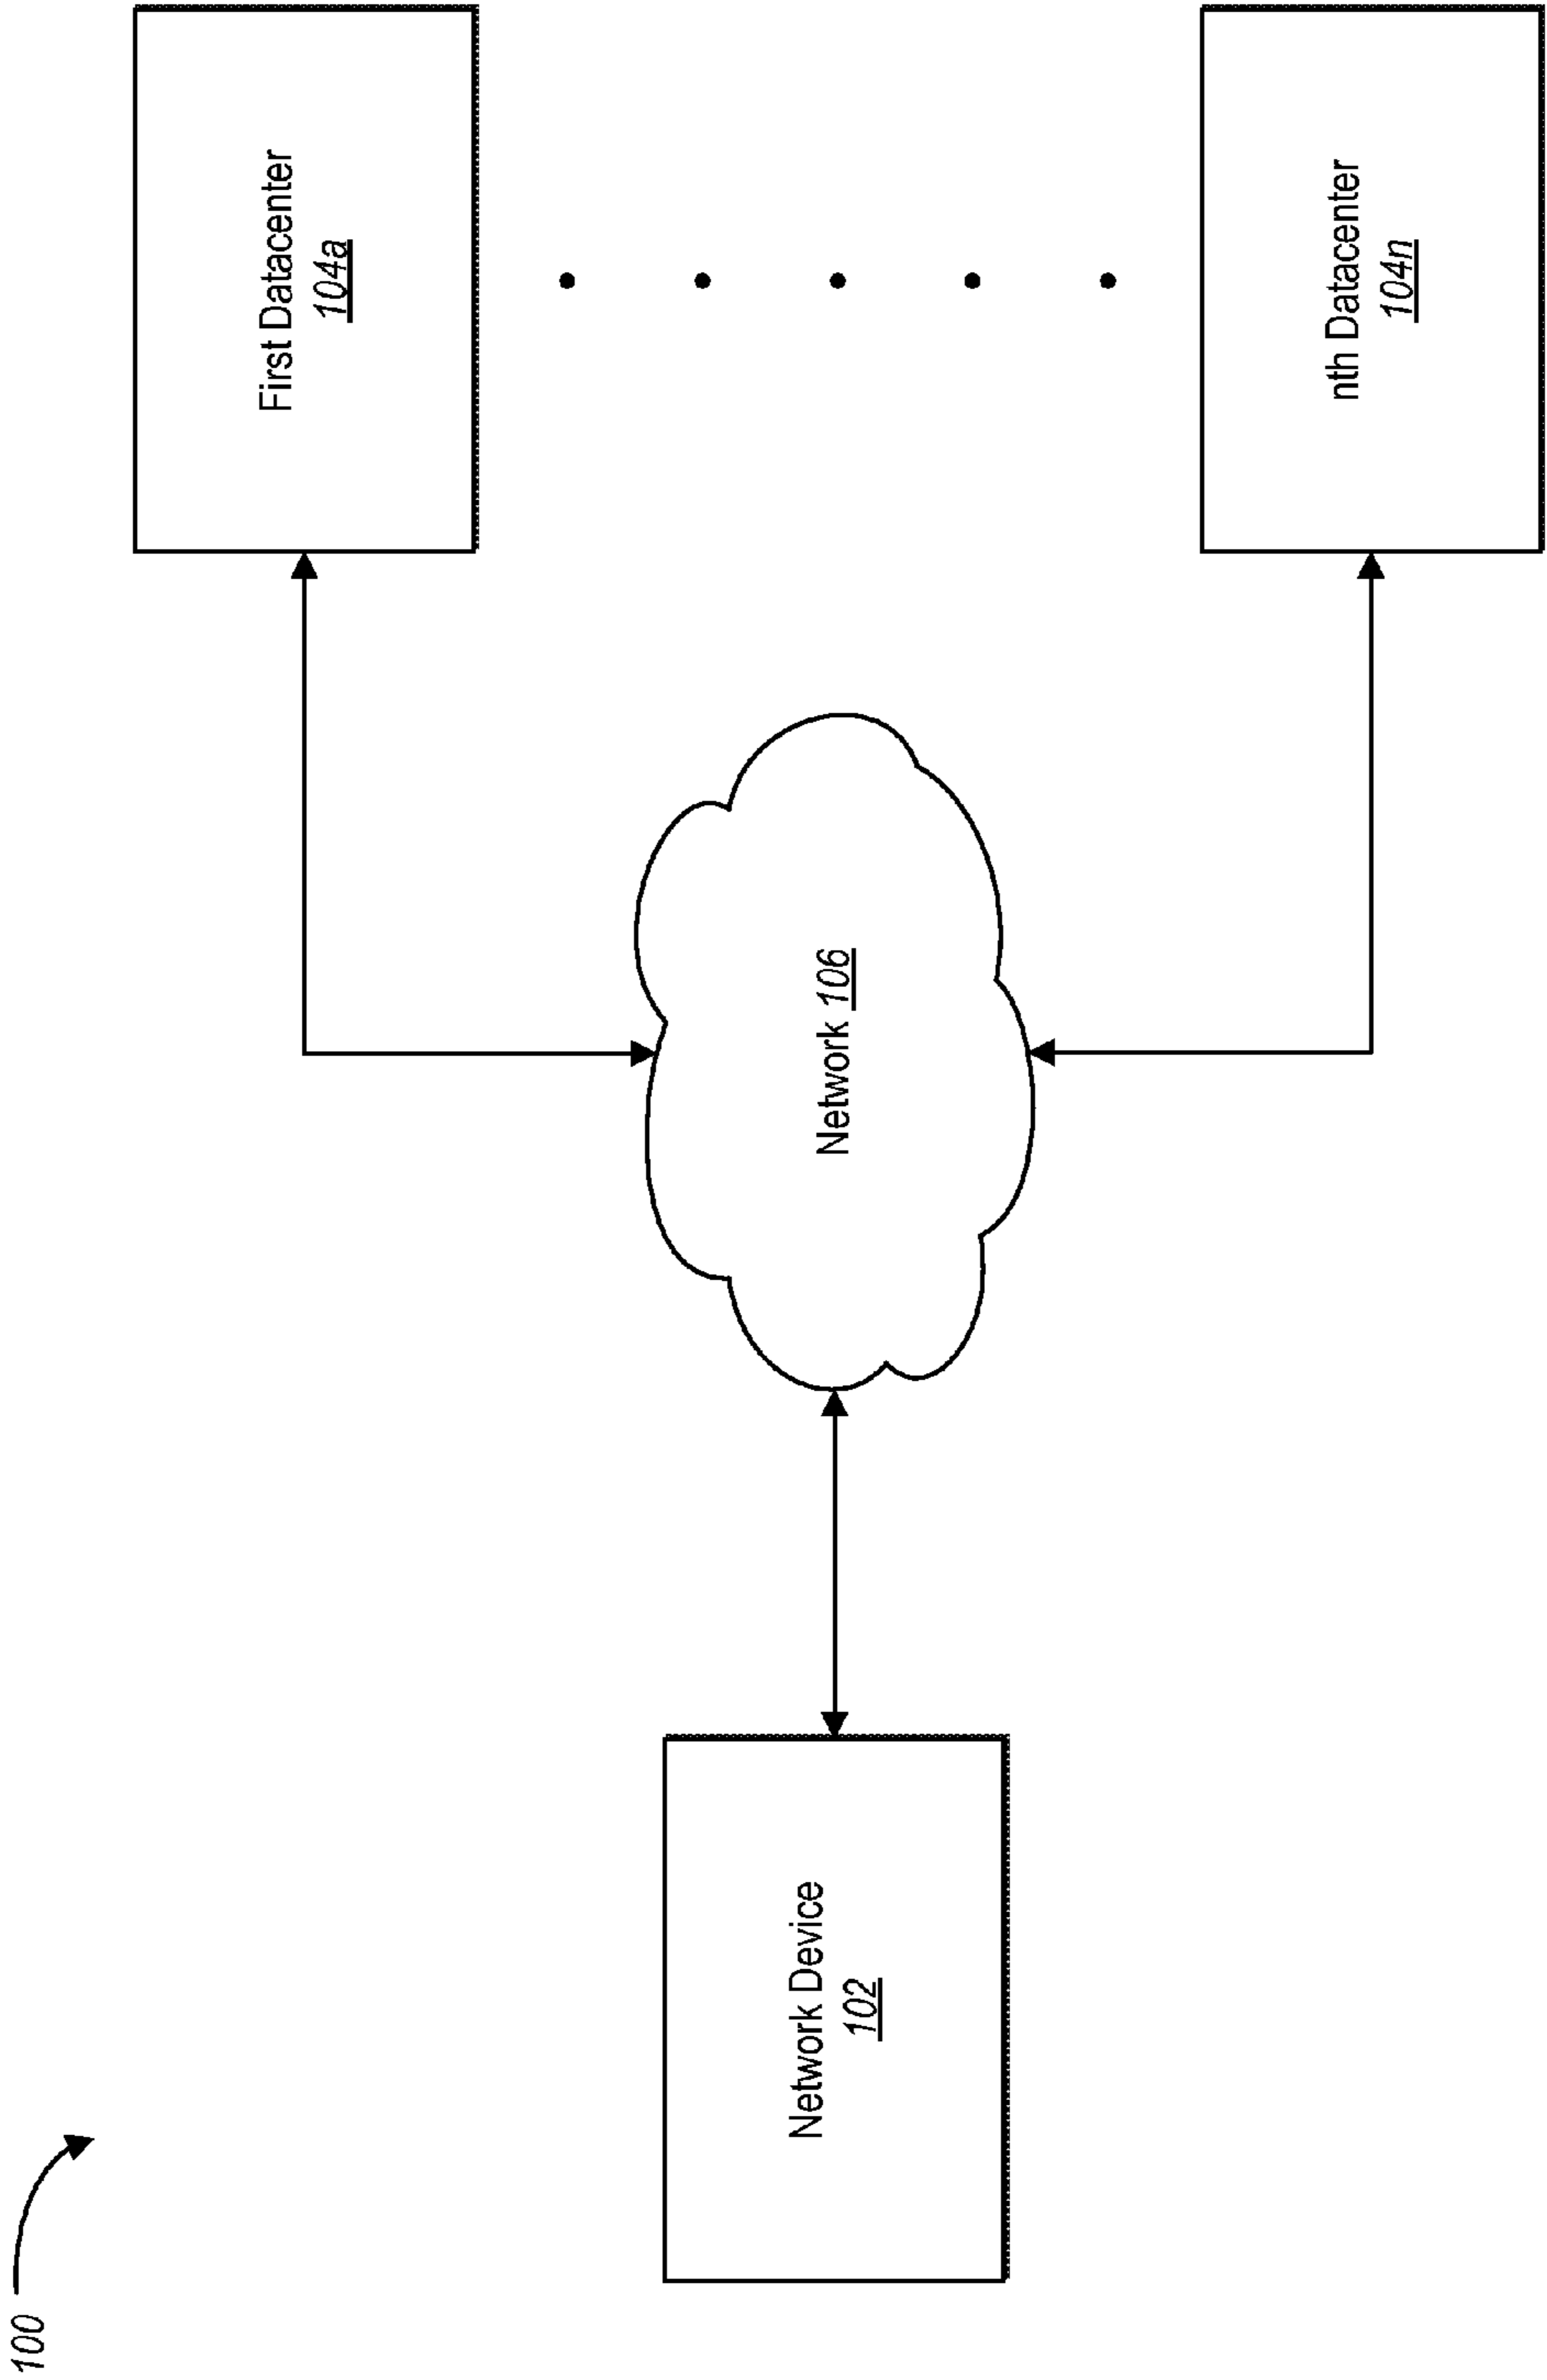 100
First Datacenter
104a
Network Device
102
Network 106
nth Datacenter
104n